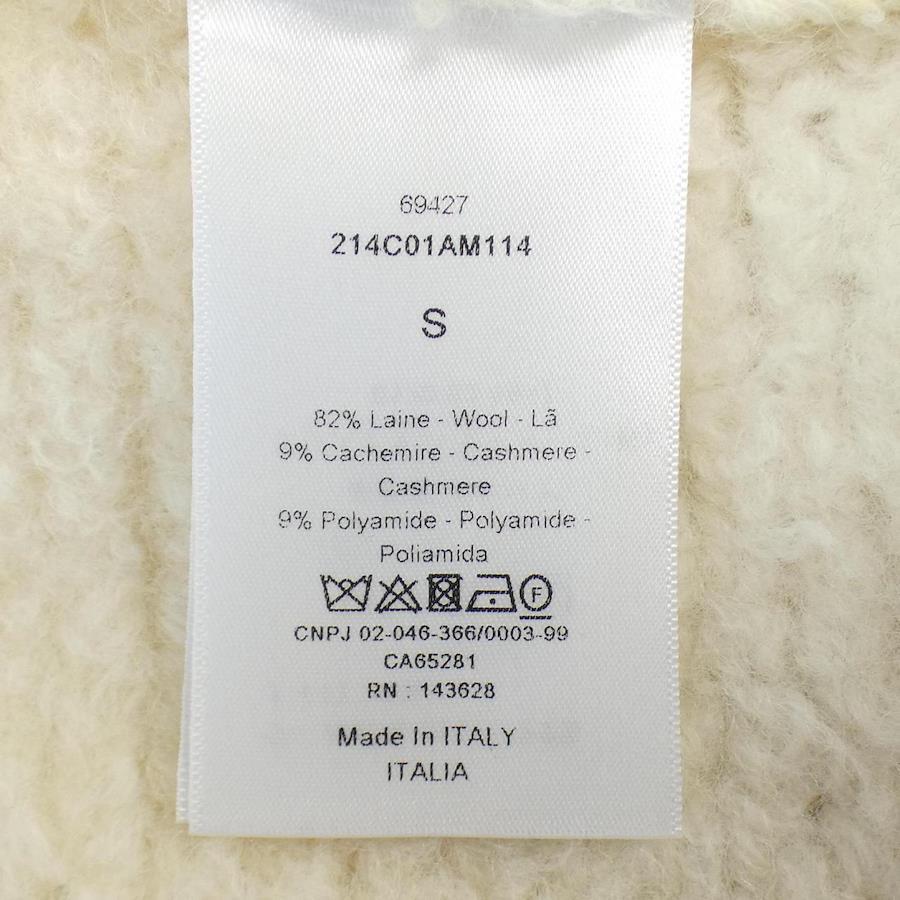 69427
214C01AM114
S
82% Laine - Wool - Lã
9% Cachemire - Cashmere -
Cashmere
9% Polyamide - Polyamide -
Poliamida
F
CNPJ 02-046-366/0003-99
CA65281
RN : 143628
Made In ITALY
ITALIA